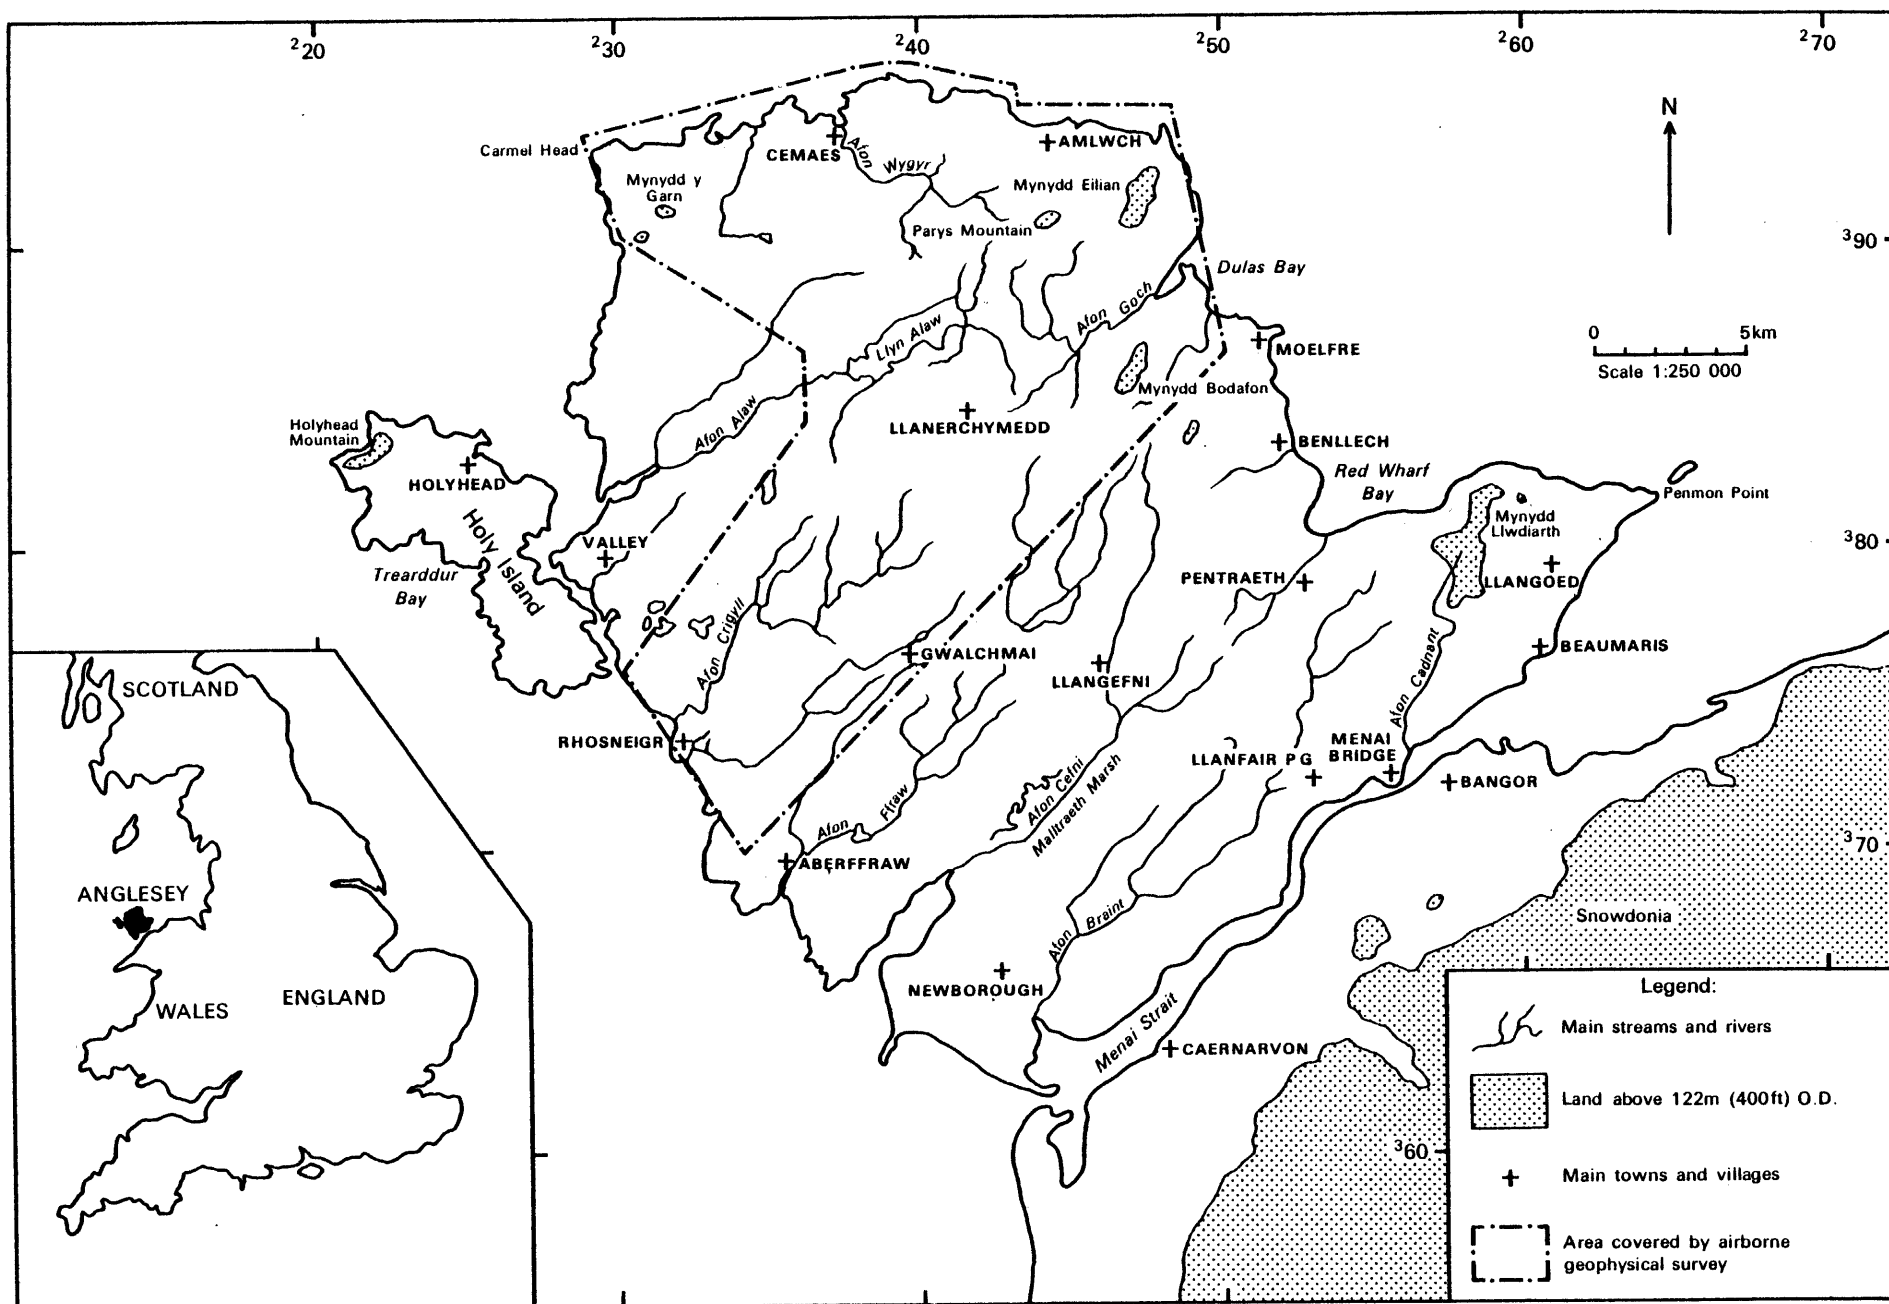 220
230
240
250
260
270
N
Carmel Head
CEMAES
Afon
Wygyr
AMLWCH
Mynydd y
Garn
Mynydd Eilian
Parys Mountain
390
Dulas Bay
Afon Goch
Llyn Alaw
0 5km
Scale 1:250 000
MOELFRE
Mynydd Bodafon
Afon Alaw
LLANERCHYMEDD
Holyhead
Mountain
HOLYHEAD
BENLLECH
Red Wharf
Bay
Penmon Point
Mynydd
Llwdiarth
Holy Island
VALLEY
380
Trearddur
Bay
PENTRAETH
LLANGOED
Afon Crigyll
GWALCHMAI
LLANGEFNI
Afon Cadnant
BEAUMARIS
RHOSNEIGR
MENAI
BRIDGE
LLANFAIR PG
BANGOR
Afon Cefni
Malltraeth Marsh
Afon
Ffraw
ABERFFRAW
370
Afon
Braint
Snowdonia
NEWBOROUGH
Menai Strait
CAERNARVON
360
SCOTLAND
ANGLESEY
WALES
ENGLAND
Legend:
Main streams and rivers
Land above 122m (400ft) O.D.
Main towns and villages
Area covered by airborne
geophysical survey